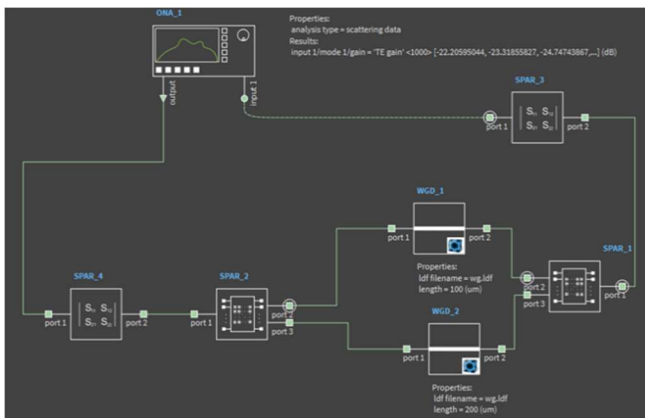 ONA_1
Properties:
analysis type = scattering data
Results:
input 1/mode 1/gain = 'TE gain' <1000> [-22.20595044, -23.31855827, -24.74743867,...] (dB)
output
input 1
SPAR_3
port 1
port 2
WGD_1
port 1
port 2
Properties:
ldf filename = wg.ldf
length = 100 (um)
SPAR_1
port 2
port 3
port 1
SPAR_4
port 1
port 2
SPAR_2
port 1
port 2
port 3
WGD_2
port 1
port 2
Properties:
ldf filename = wg.ldf
length = 200 (um)